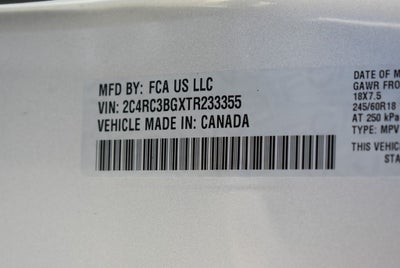 MFD BY: FCA US LLC
VIN: 2C4RC3BGXTR233355
VEHICLE MADE IN: CANADA
DATE OF M
GAWR FRO
18X7.5
245/60R18
AT 250 kPa
TYPE: MPV
THIS VEHIC
STA